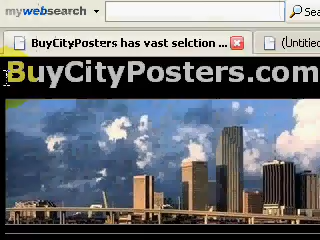 mywebsearch Sea
BuyCityPosters has vast selction ... (Untitled
BuyCityPosters.com